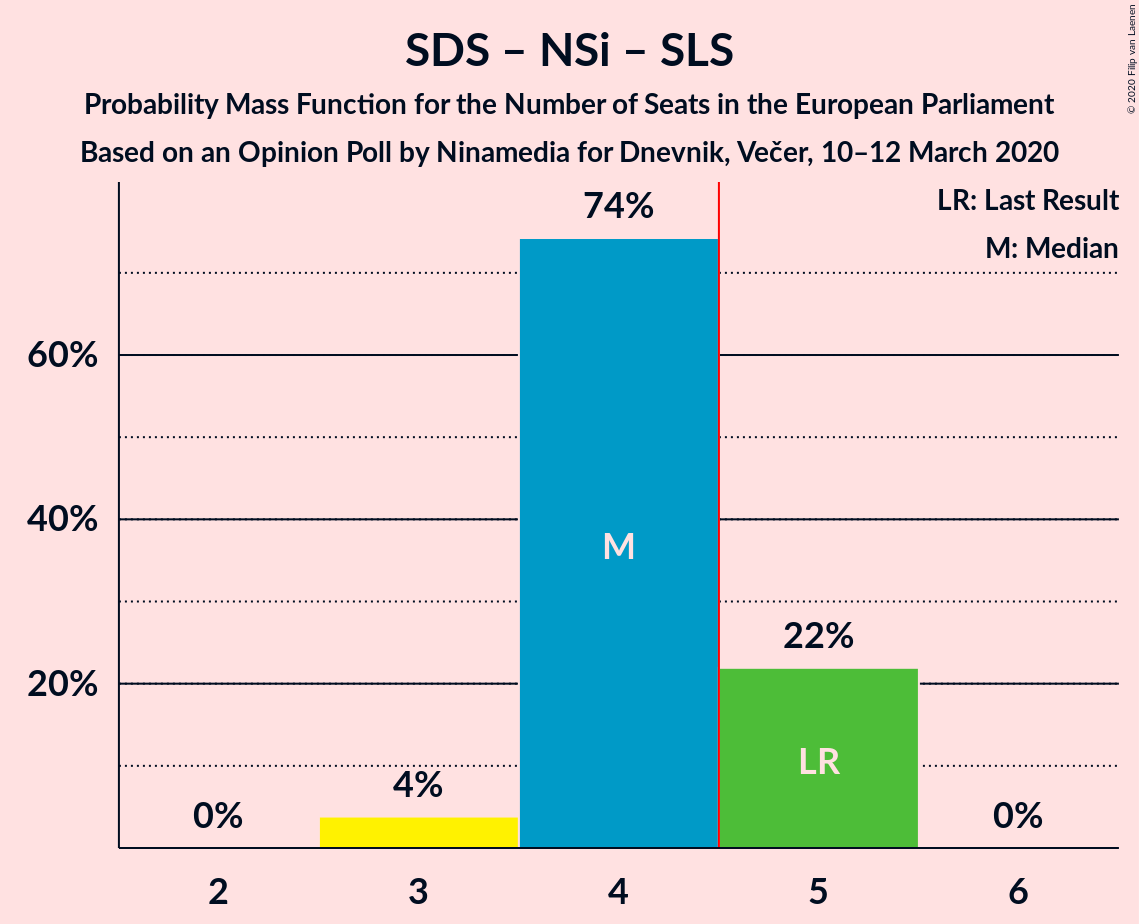 SDS – NSi – SLS
Probability Mass Function for the Number of Seats in the European Parliament
Based on an Opinion Poll by Ninamedia for Dnevnik, Večer, 10–12 March 2020
© 2020 Filip van Laenen
LR: Last Result
M: Median
74%
60%
40%
M
22%
20%
LR
4%
0%
0%
2
3
4
5
6